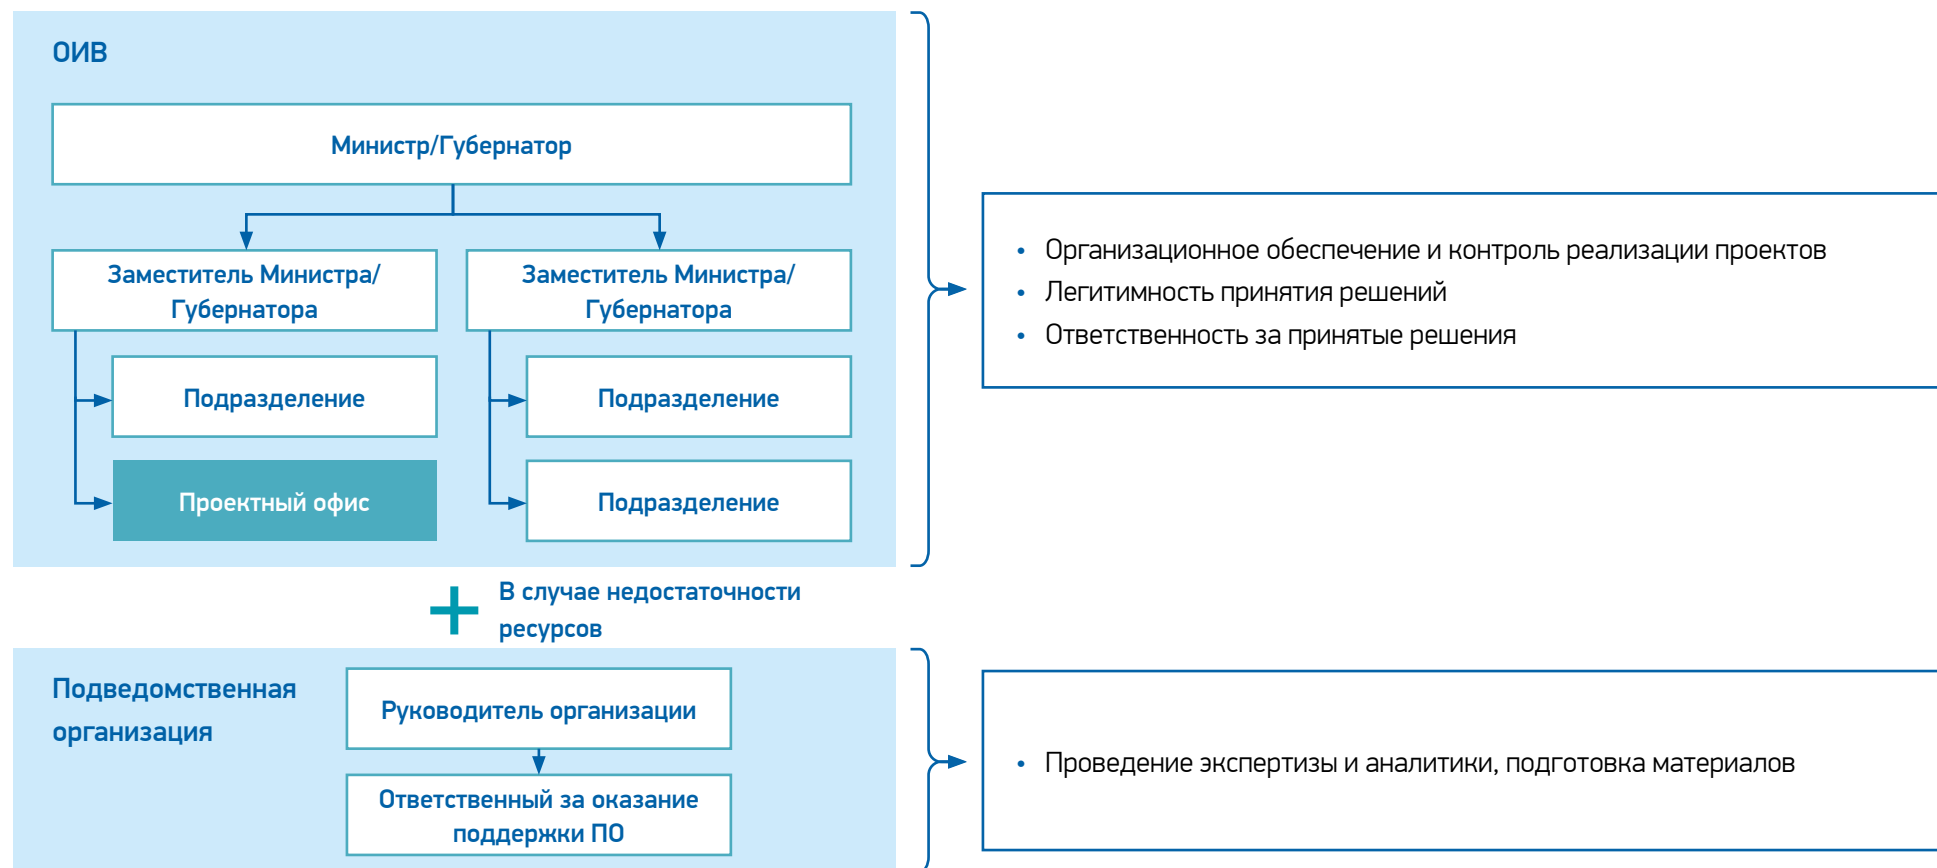 ОИВ
Министр/Губернатор
Заместитель Министра/
Губернатора
Заместитель Министра/
Губернатора
Подразделение
Подразделение
Проектный офис
Подразделение
• Организационное обеспечение и контроль реализации проектов
• Легитимность принятия решений
• Ответственность за принятые решения
+ В случае недостаточности
ресурсов
Подведомственная
организация
Руководитель организации
Ответственный за оказание
поддержки ПО
• Проведение экспертизы и аналитики, подготовка материалов